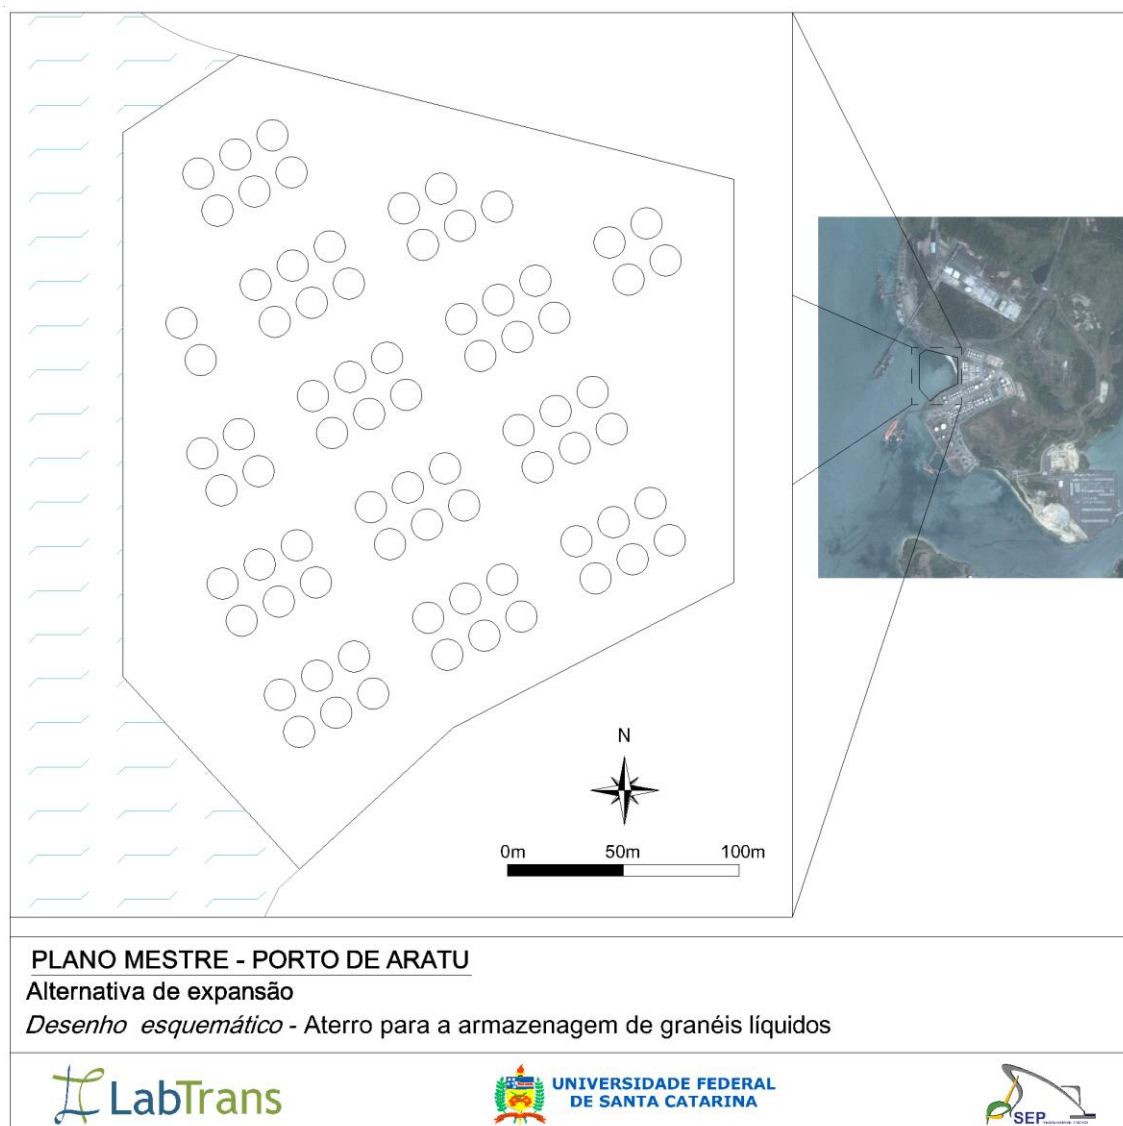 N
0m 50m 100m
PLANO MESTRE - PORTO DE ARATU
Alternativa de expansão
Desenho esquemático - Aterro para a armazenagem de granéis líquidos
LabTrans
UNIVERSIDADE FEDERAL
DE SANTA CATARINA
SEP